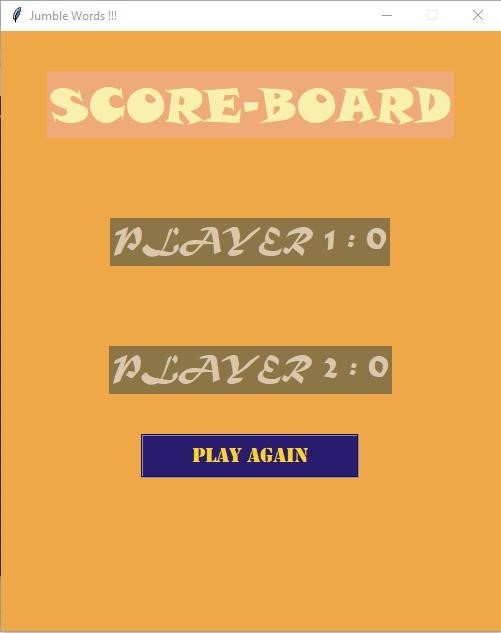 Jumble Words !!!
SCORE-BOARD
PLAYER 1 : 0
PLAYER 2 : 0
PLAY AGAIN